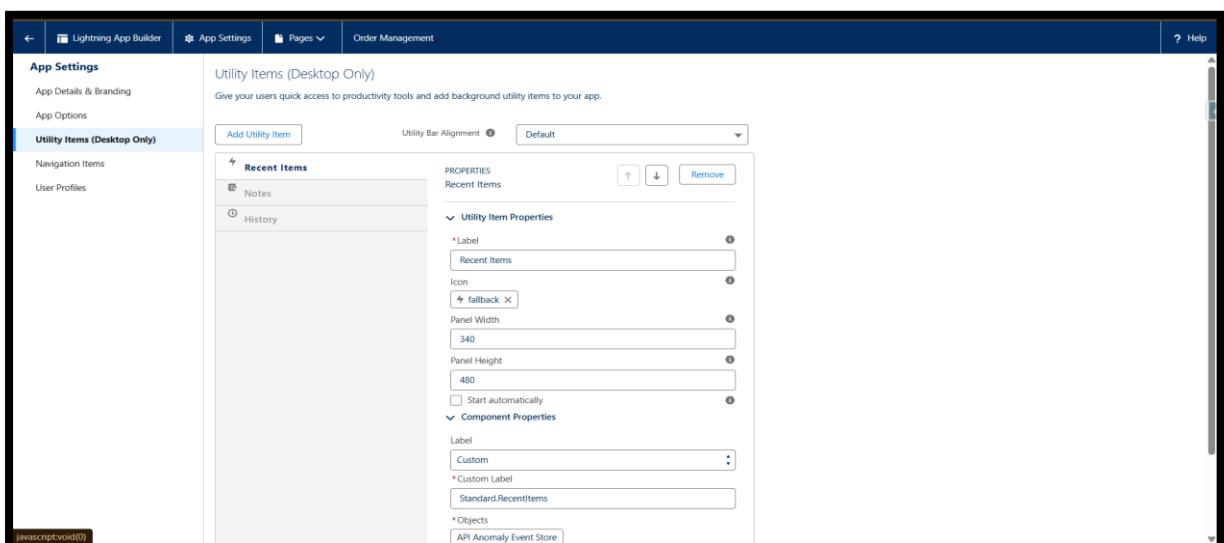 Lightning App Builder App Settings Pages Order Management ? Help
App Settings
App Details & Branding
App Options
Utility Items (Desktop Only)
Navigation Items
User Profiles
Utility Items (Desktop Only)
Give your users quick access to productivity tools and add background utility items to your app.
Add Utility Item Utility Bar Alignment Default
Recent Items
Notes
History
PROPERTIES
Recent Items
Remove
Utility Item Properties
*Label
Recent Items
Icon
fallback
Panel Width
340
Panel Height
480
Start automatically
Component Properties
Label
Custom
*Custom Label
Standard.RecentItems
*Objects
API Anomaly Event Store
javascript:void(0)